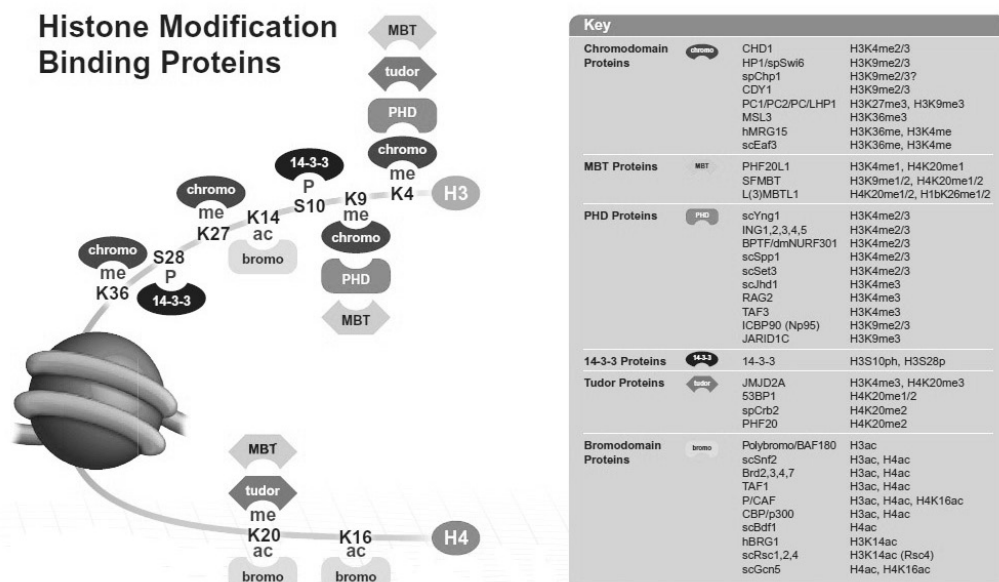 Histone Modification
Binding Proteins
MBT
tudor
PHD
chromo
me
K4
H3
14-3-3
P
S10
K9
me
chromo
PHD
MBT
chromo
me
K27
K14
ac
bromo
chromo
me
K36
S28
P
14-3-3
MBT
tudor
me
K20
ac
bromo
K16
ac
bromo
H4
Key
Chromodomain Proteins chromo
CHD1 H3K4me2/3
HP1/spSwi6 H3K9me2/3
spChp1 H3K9me2/3?
CDY1 H3K9me2/3
PC1/PC2/PC/LHP1 H3K27me3, H3K9me3
MSL3 H3K36me3
hMRG15 H3K36me, H3K4me
scEaf3 H3K36me, H3K4me
MBT Proteins MBT
PHF20L1 H3K4me1, H4K20me1
SFMBT H3K9me1/2, H4K20me1/2
L(3)MBTL1 H4K20me1/2, H1bK26me1/2
PHD Proteins PHD
scYng1 H3K4me2/3
ING1,2,3,4,5 H3K4me2/3
BPTF/dmNURF301 H3K4me2/3
scSpp1 H3K4me2/3
scSet3 H3K4me2/3
scJhd1 H3K4me3
RAG2 H3K4me3
TAF3 H3K4me3
ICBP90 (Np95) H3K9me2/3
JARID1C H3K9me3
14-3-3 Proteins 14-3-3
14-3-3 H3S10ph, H3S28p
Tudor Proteins tudor
JMJD2A H3K4me3, H4K20me3
53BP1 H4K20me1/2
spCrb2 H4K20me2
PHF20 H4K20me2
Bromodomain Proteins bromo
Polybromo/BAF180 H3ac
scSnf2 H3ac, H4ac
Brd2,3,4,7 H3ac, H4ac
TAF1 H3ac, H4ac
P/CAF H3ac, H4ac, H4K16ac
CBP/p300 H3ac, H4ac
scBdf1 H4ac
hBRG1 H3K14ac
scRsc1,2,4 H3K14ac (Rsc4)
scGcn5 H4ac, H4K16ac